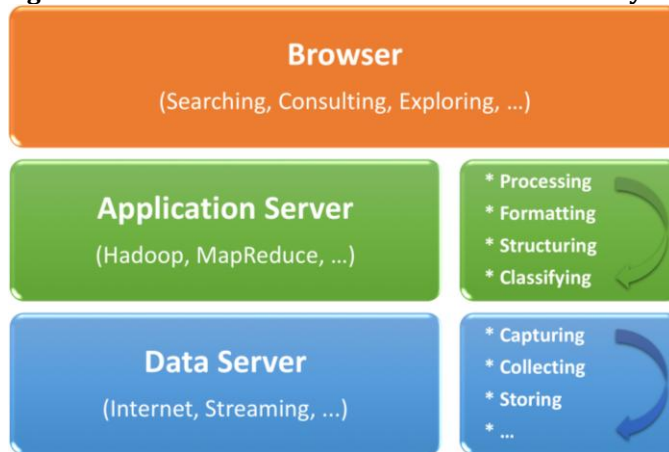 Browser
(Searching, Consulting, Exploring, ...)
Application Server
(Hadoop, MapReduce, ...)
* Processing
* Formatting
* Structuring
* Classifying
Data Server
(Internet, Streaming, ...)
* Capturing
* Collecting
* Storing
* ...